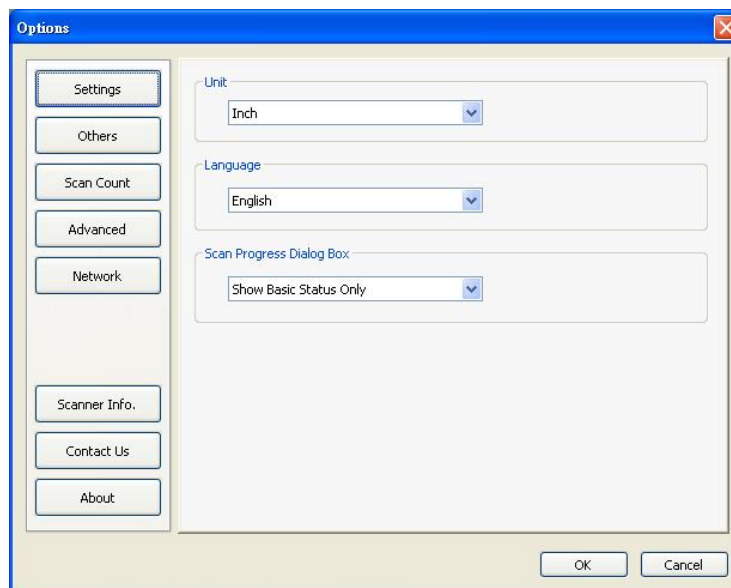 Options
Settings
Others
Scan Count
Advanced
Network
Scanner Info.
Contact Us
About
Unit
Inch
Language
English
Scan Progress Dialog Box
Show Basic Status Only
OK
Cancel